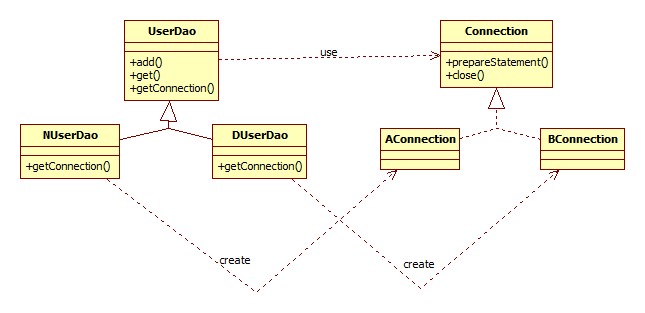 UserDao
+add()
+get()
+getConnection()
use
Connection
+prepareStatement()
+close()
NUserDao
+getConnection()
DUserDao
+getConnection()
AConnection
BConnection
create
create